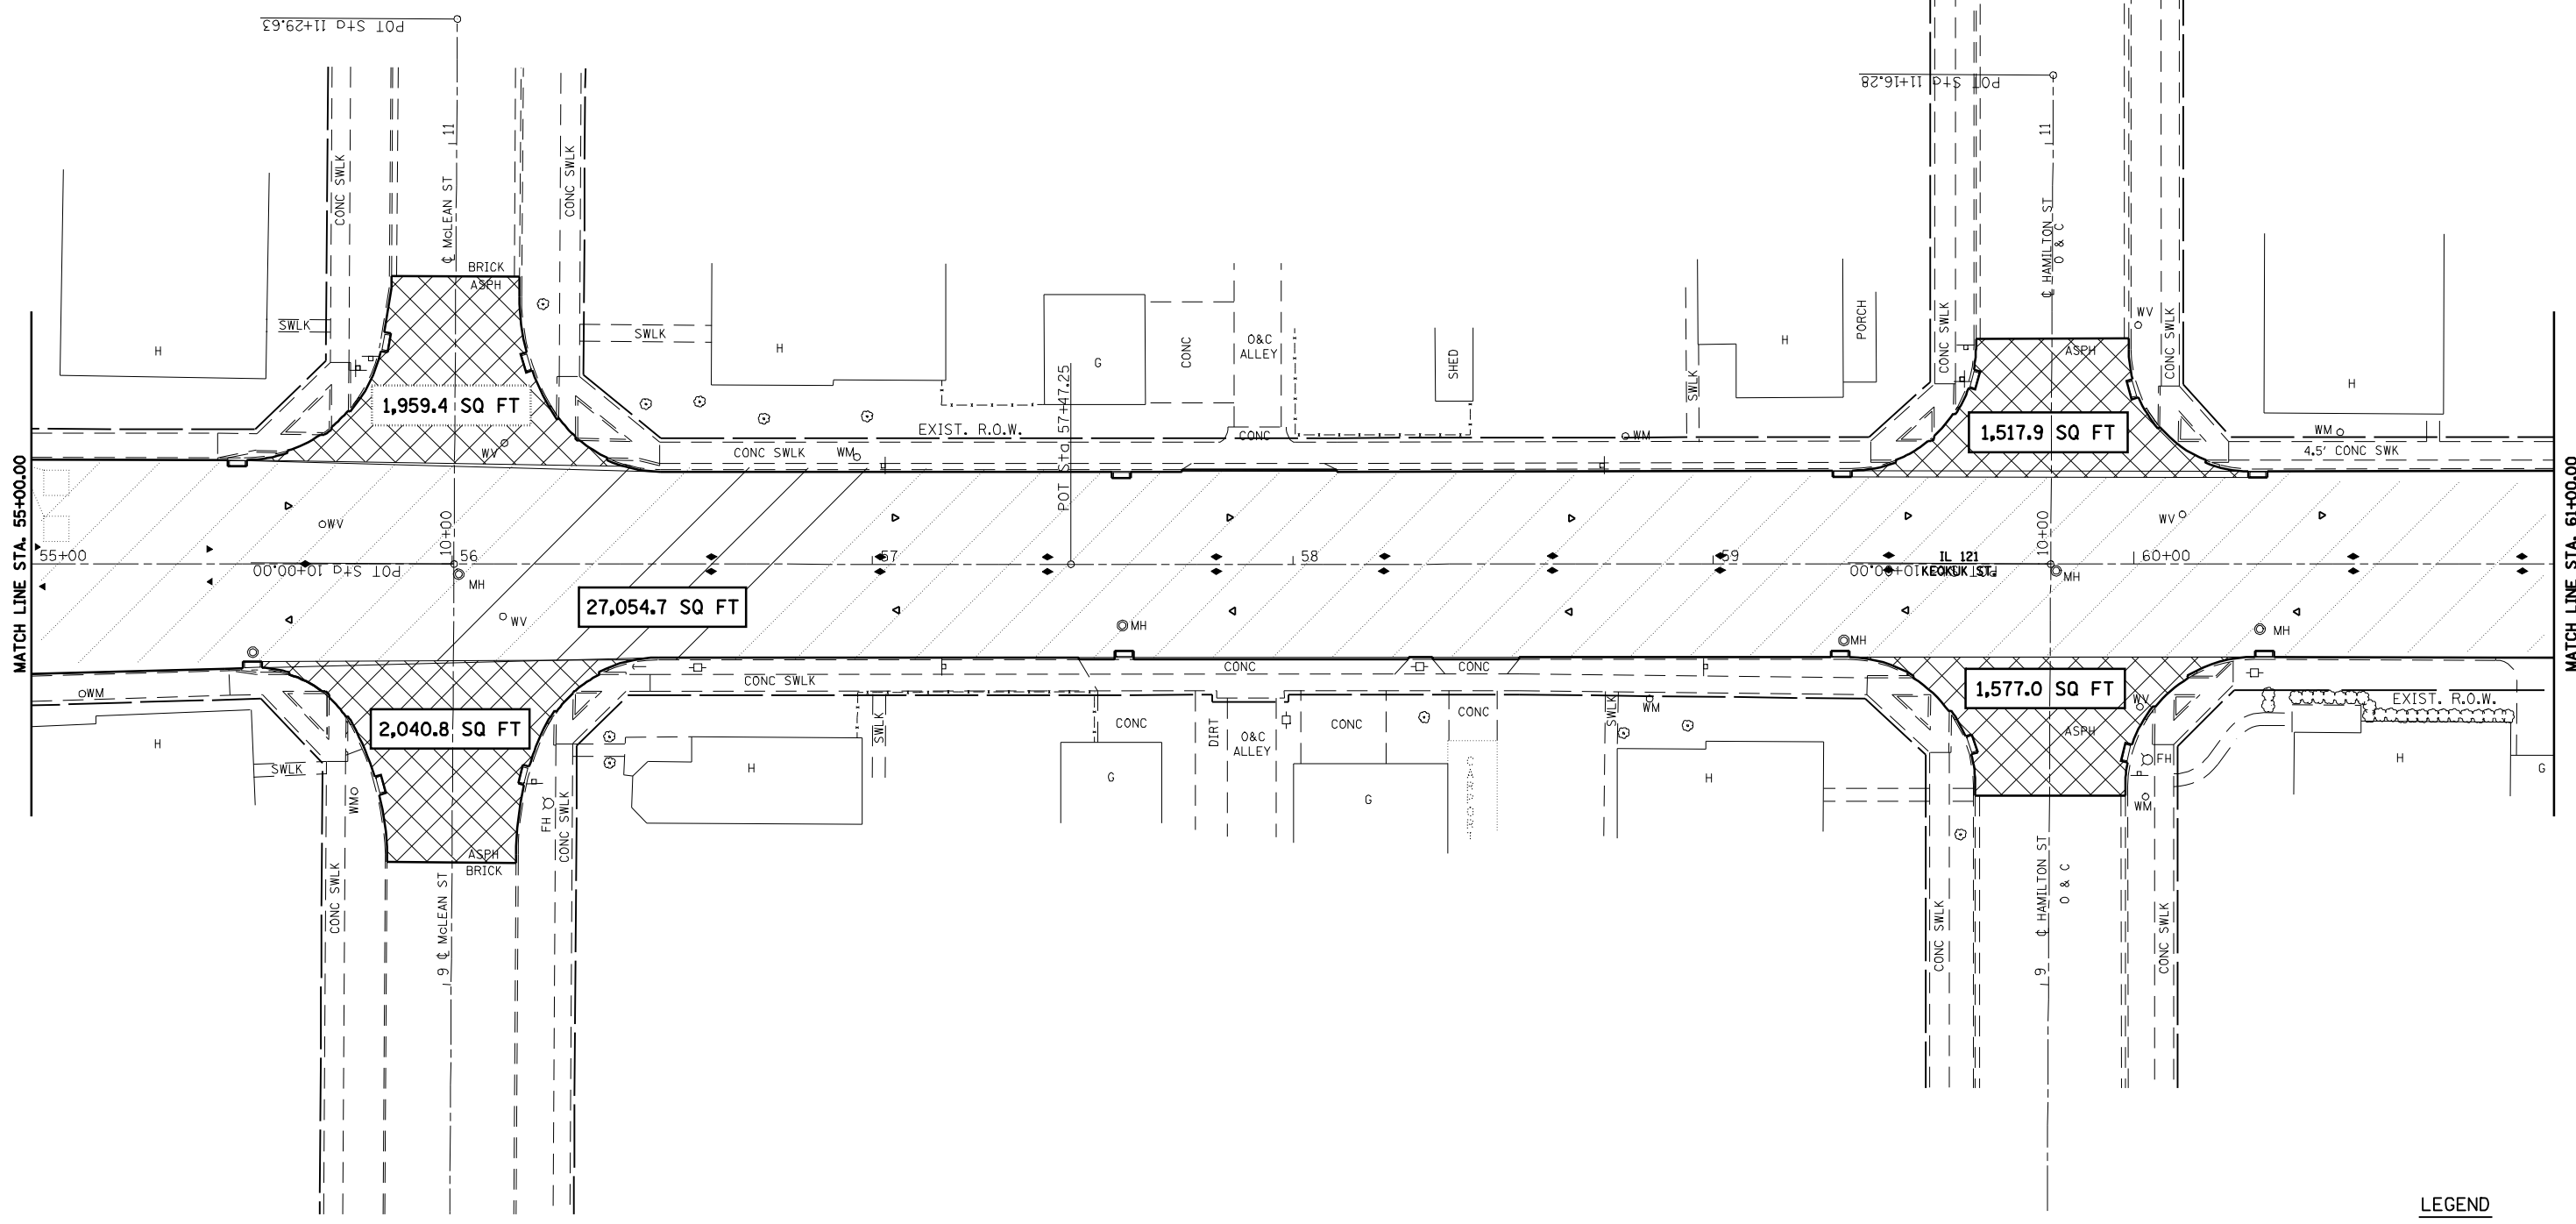 POT Sta 11+29.63
POT Sta 11+16.28
CONC SWLK
℄ McLEAN ST
11
CONC SWLK
BRICK
ASPH
SWLK
SWLK
H
H
1,959.4 SQ FT
WV
EXIST. R.O.W.
CONC SWLK
WM
G
CONC
O&C
ALLEY
CONC
SHED
POT Sta 57+47.25
WM
SWLK
H
PORCH
CONC SWLK
℄ HAMILTON ST
O & C
11
WV
CONC SWLK
ASPH
1,517.9 SQ FT
H
WM
4.5' CONC SWK
MATCH LINE STA. 55+00.00
MATCH LINE STA. 61+00.00
55+00
WV
10+00
56
57
58
59
10+00
60+00
WV
POT Sta 10+00.00
MH
IL 121
KEOKUK ST.
POT Sta 10+00.00
MH
27,054.7 SQ FT
WV
MH
MH
MH
WM
CONC SWLK
CONC
CONC
1,577.0 SQ FT
WV
EXIST. R.O.W.
2,040.8 SQ FT
H
SWLK
WM
H
SWLK
CONC
G
DIRT
O&C
ALLEY
CONC
G
CONC
CARPORT
SWLK
WM
H
ASPH
FH
WM
H
G
FH
CONC SWLK
ASPH
BRICK
CONC SWLK
℄ McLEAN ST
9
CONC SWLK
℄ HAMILTON ST
O & C
9
CONC SWLK
LEGEND